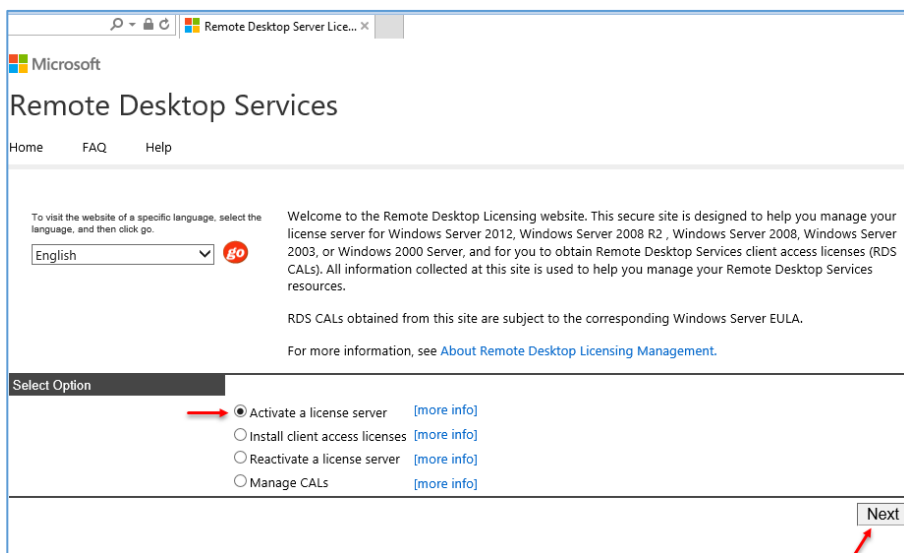 Remote Desktop Server Lice...
Microsoft
Remote Desktop Services
Home FAQ Help
To visit the website of a specific language, select the
language, and then click go.
English
go
Welcome to the Remote Desktop Licensing website. This secure site is designed to help you manage your
license server for Windows Server 2012, Windows Server 2008 R2 , Windows Server 2008, Windows Server
2003, or Windows 2000 Server, and for you to obtain Remote Desktop Services client access licenses (RDS
CALs). All information collected at this site is used to help you manage your Remote Desktop Services
resources.
RDS CALs obtained from this site are subject to the corresponding Windows Server EULA.
For more information, see About Remote Desktop Licensing Management.
Select Option
Activate a license server [more info]
Install client access licenses [more info]
Reactivate a license server [more info]
Manage CALs [more info]
Next